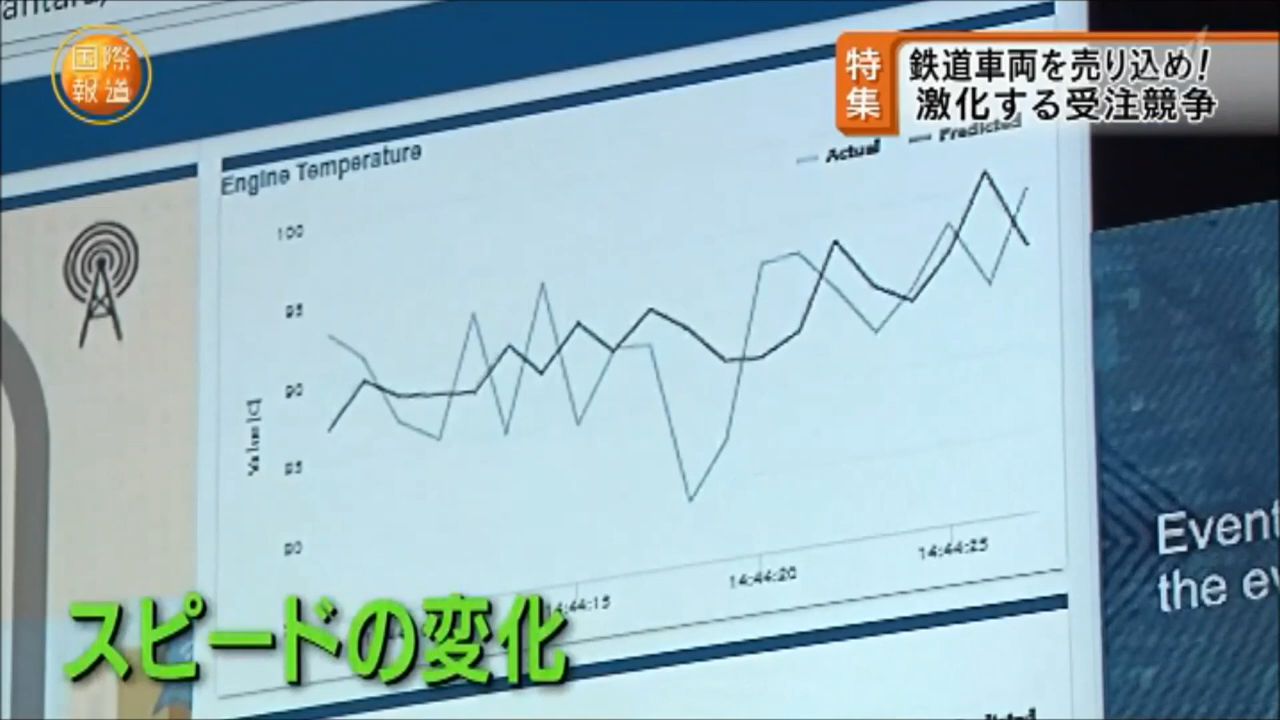 国際
報道
特集
鉄道車両を売り込め!
激化する受注競争
Engine Temperature
Actual
Predicted
100
95
90
85
80
Value [C]
14:44:15
14:44:20
14:44:25
Event
the
スピードの変化